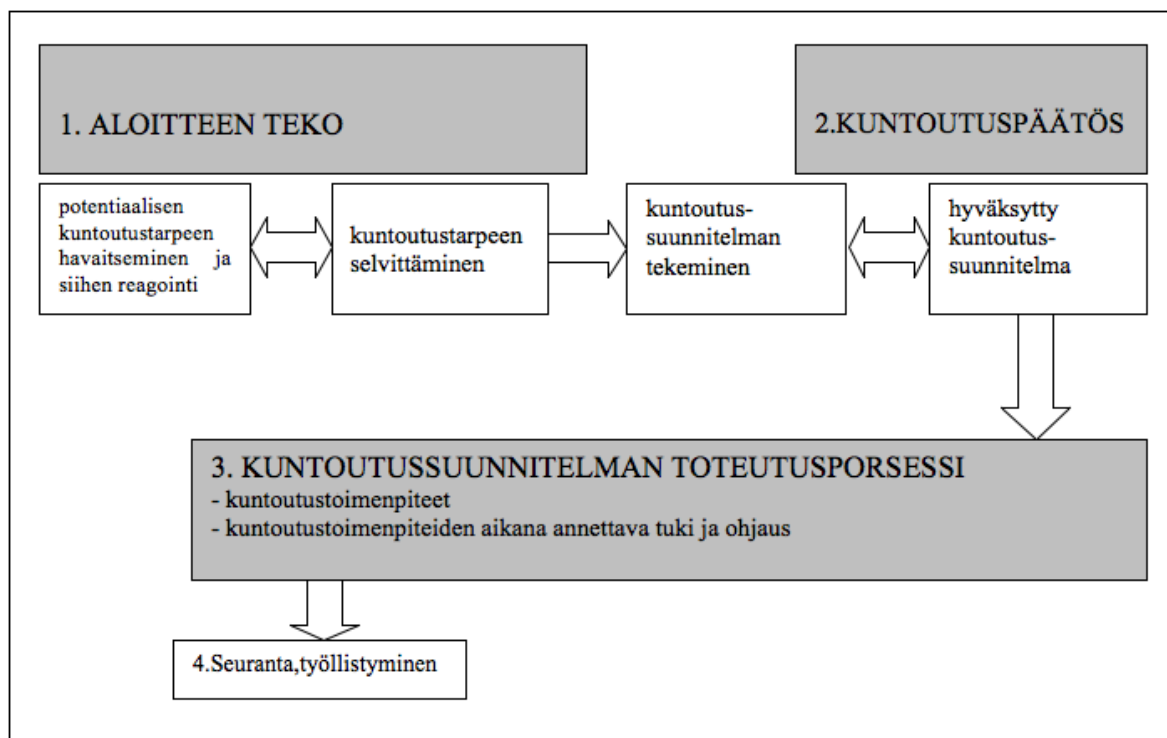 1. ALOITTEEN TEKO
2.KUNTOUTUSPÄÄTÖS
potentiaalisen
kuntoutustarpeen
havaitseminen ja
siihen reagointi
kuntoutustarpeen
selvittäminen
kuntoutus-
suunnitelman
tekeminen
hyväksytty
kuntoutus-
suunnitelma
3. KUNTOUTUSSUUNNITELMAN TOTEUTUSPORSESSI
- kuntoutustoimenpiteet
- kuntoutustoimenpiteiden aikana annettava tuki ja ohjaus
4.Seuranta,työllistyminen